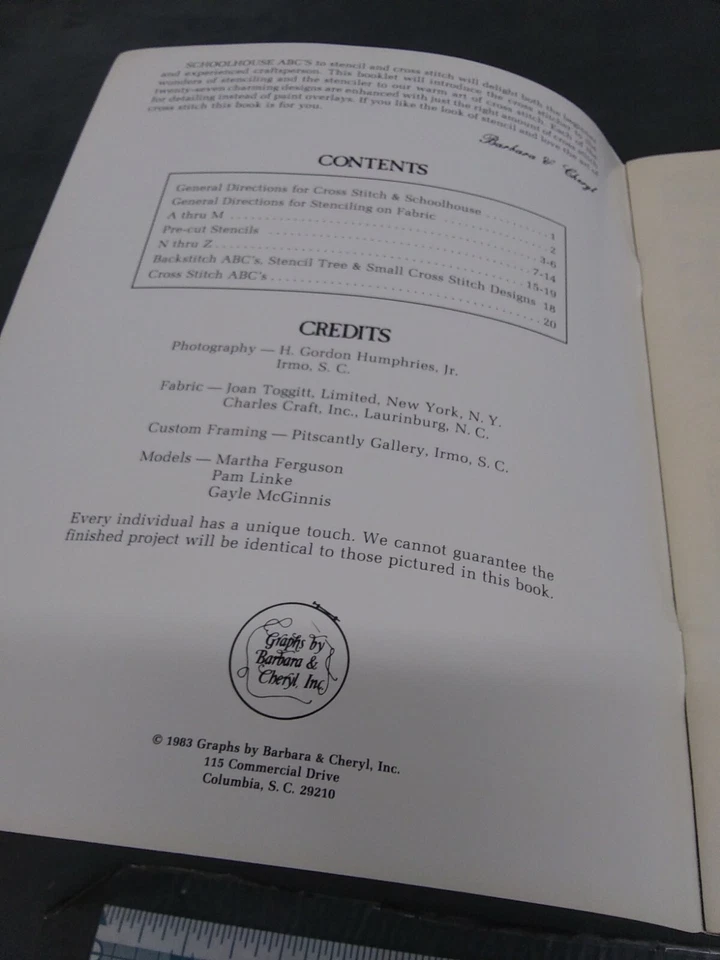 SCHOOLHOUSE ABC'S to stencil and cross stitch will delight both the beginner
and experienced craftsperson. This booklet will introduce the cross stitcher to the
wonders of stenciling and the stenciler to our warm art of cross stitch. Each of the
twenty-seven charming designs are enhanced with just the right amount of cross stitch
for detailing instead of paint overlays. If you like the look of stencil and love the art of
cross stitch this book is for you.
Barbara & Cheryl
CONTENTS
General Directions for Cross Stitch & Schoolhouse .......... 1
General Directions for Stenciling on Fabric .......... 2
A thru M .......... 3-6
Pre-cut Stencils .......... 7-14
N thru Z .......... 15-19
Backstitch ABC's, Stencil Tree & Small Cross Stitch Designs 18
Cross Stitch ABC's .......... 20
CREDITS
Photography — H. Gordon Humphries, Jr.
Irmo, S. C.
Fabric — Joan Toggitt, Limited, New York, N. Y.
Charles Craft, Inc., Laurinburg, N. C.
Custom Framing — Pitscantly Gallery, Irmo, S. C.
Models — Martha Ferguson
Pam Linke
Gayle McGinnis
Every individual has a unique touch. We cannot guarantee the
finished project will be identical to those pictured in this book.
Graphs by
Barbara &
Cheryl, Inc.
© 1983 Graphs by Barbara & Cheryl, Inc.
115 Commercial Drive
Columbia, S. C. 29210